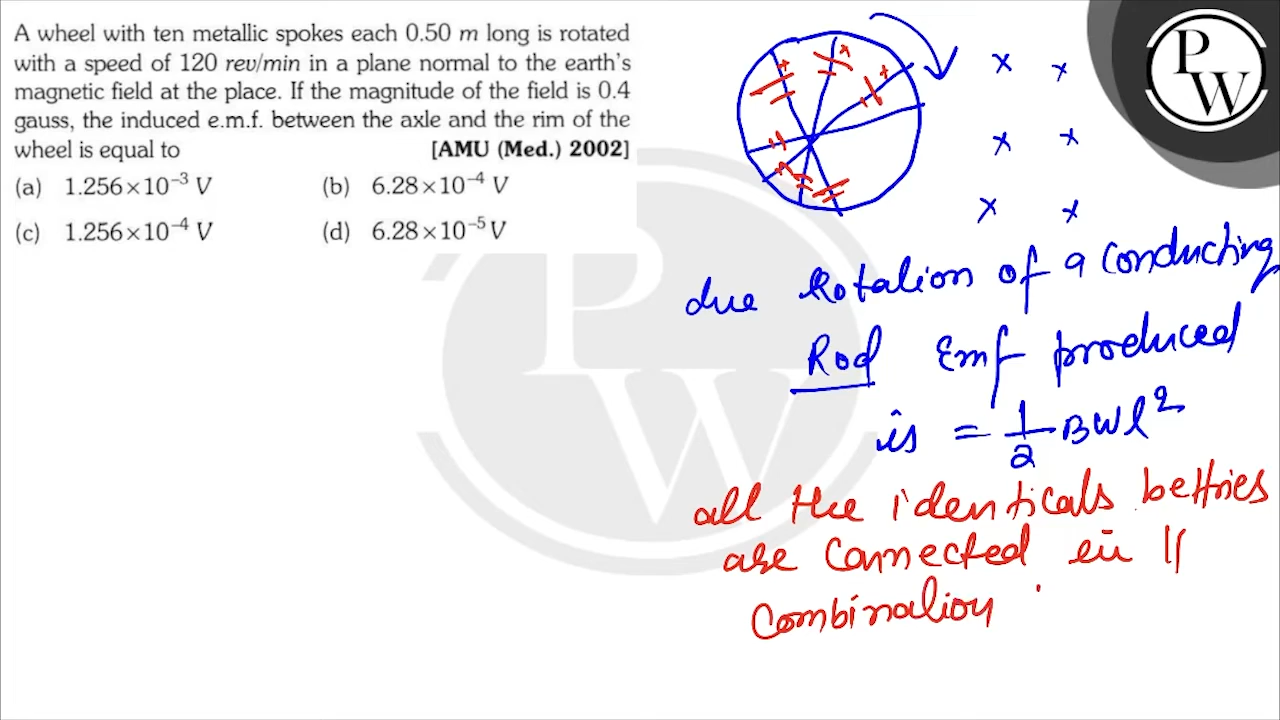 A wheel with ten metallic spokes each 0.50 m long is rotated
with a speed of 120 rev/min in a plane normal to the earth's
magnetic field at the place. If the magnitude of the field is 0.4
gauss, the induced e.m.f. between the axle and the rim of the
wheel is equal to [AMU (Med.) 2002]
(a) 1.256×10⁻³ V (b) 6.28×10⁻⁴ V
(c) 1.256×10⁻⁴ V (d) 6.28×10⁻⁵ V
P
W
P
W
due Rotalion of a Conducting
Rod Emf produced
is = 1/2 BWl²
all the identicals bettries
are Connected in ||
Combinalion